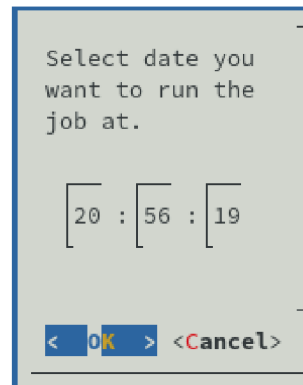 Select date you
want to run the
job at.
20 : 56 : 19
< OK > <Cancel>